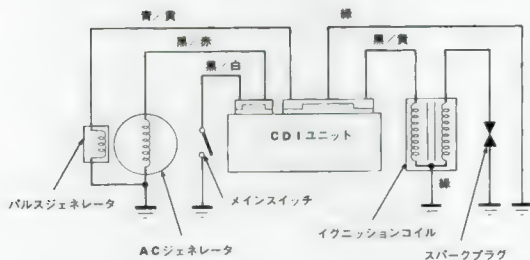 青／黄
緑
黒／赤
黒／黄
黒／白
CDIユニット
緑
パルスジェネレータ
メインスイッチ
イグニッションコイル
ACジェネレータ
スパークプラグ